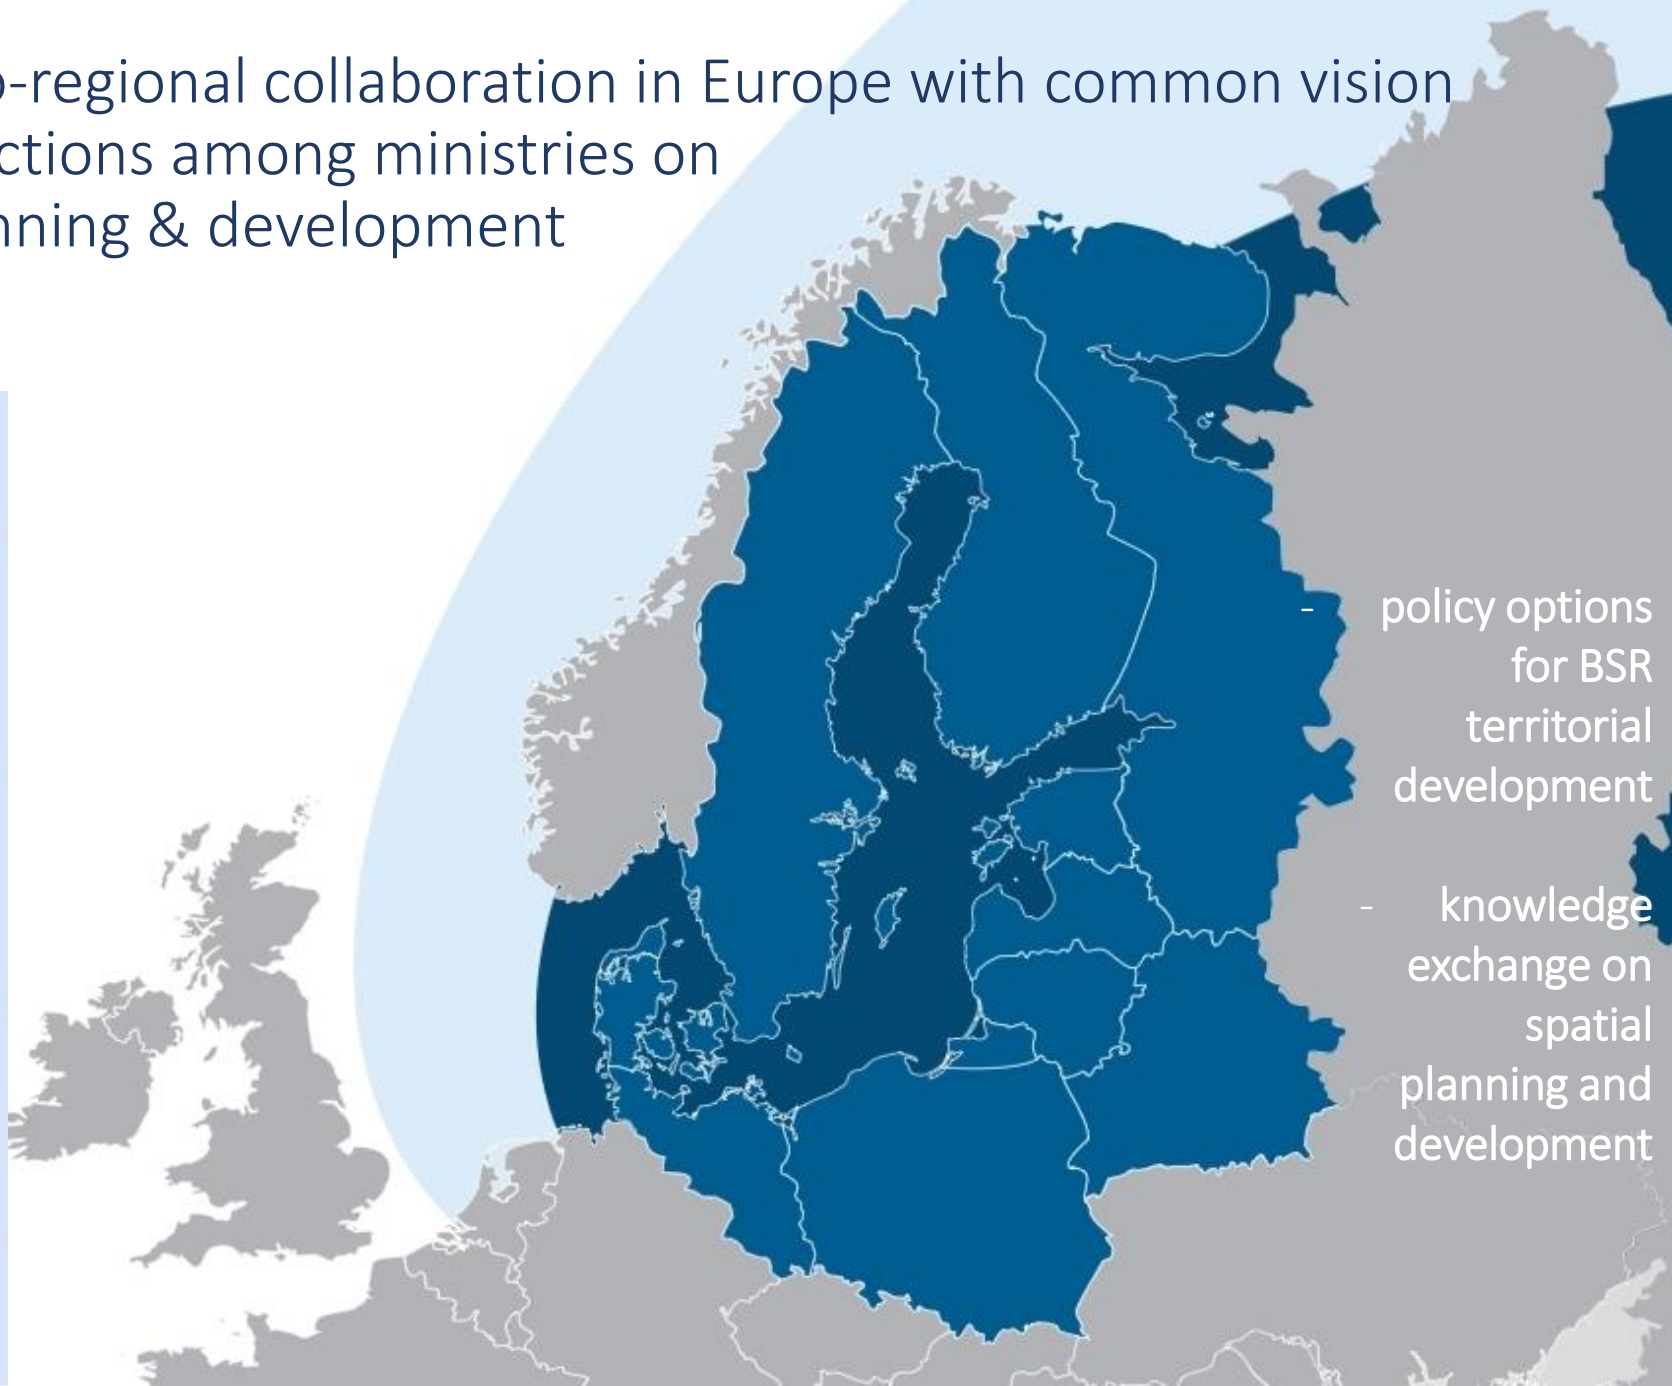 -regional collaboration in Europe with common vision
ctions among ministries on
nning & development
- policy options
for BSR
territorial
development
- knowledge
exchange on
spatial
planning and
development